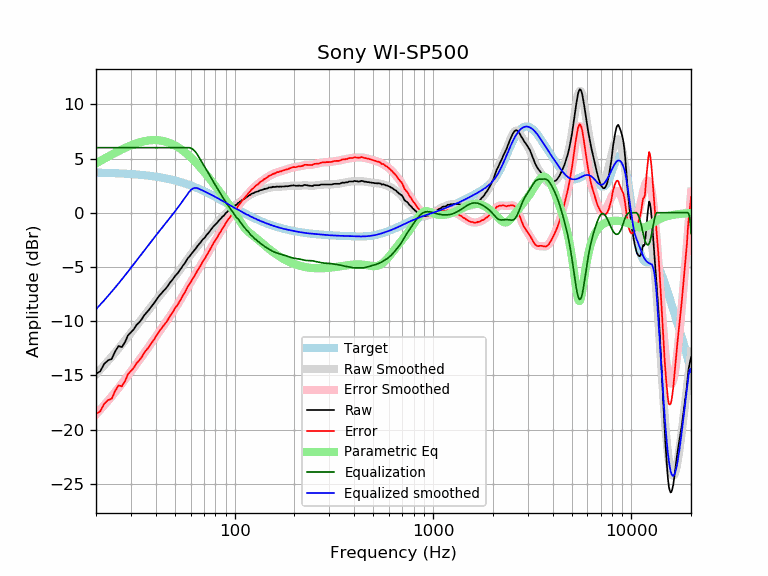 Sony WI-SP500
Amplitude (dBr)
10
5
0
−5
−10
−15
−20
−25
Target
Raw Smoothed
Error Smoothed
Raw
Error
Parametric Eq
Equalization
Equalized smoothed
100
1000
10000
Frequency (Hz)